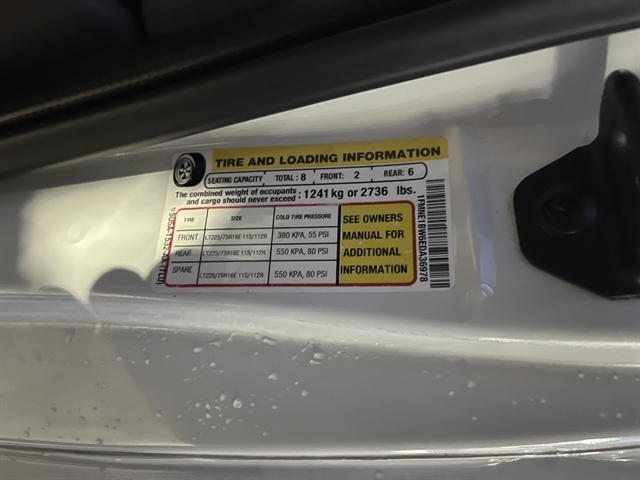 TIRE AND LOADING INFORMATION
SEATING CAPACITY TOTAL: 8 FRONT: 2 REAR: 6
The combined weight of occupants and cargo should never exceed : 1241 kg or 2736 lbs.
TIRE SIZE COLD TIRE PRESSURE
FRONT LT225/75R16E 115/112R 380 KPA, 55 PSI
REAR LT225/75R16E 115/112R 550 KPA, 80 PSI
SPARE LT225/75R16E 115/112R 550 KPA, 80 PSI
SEE OWNERS
MANUAL FOR
ADDITIONAL
INFORMATION